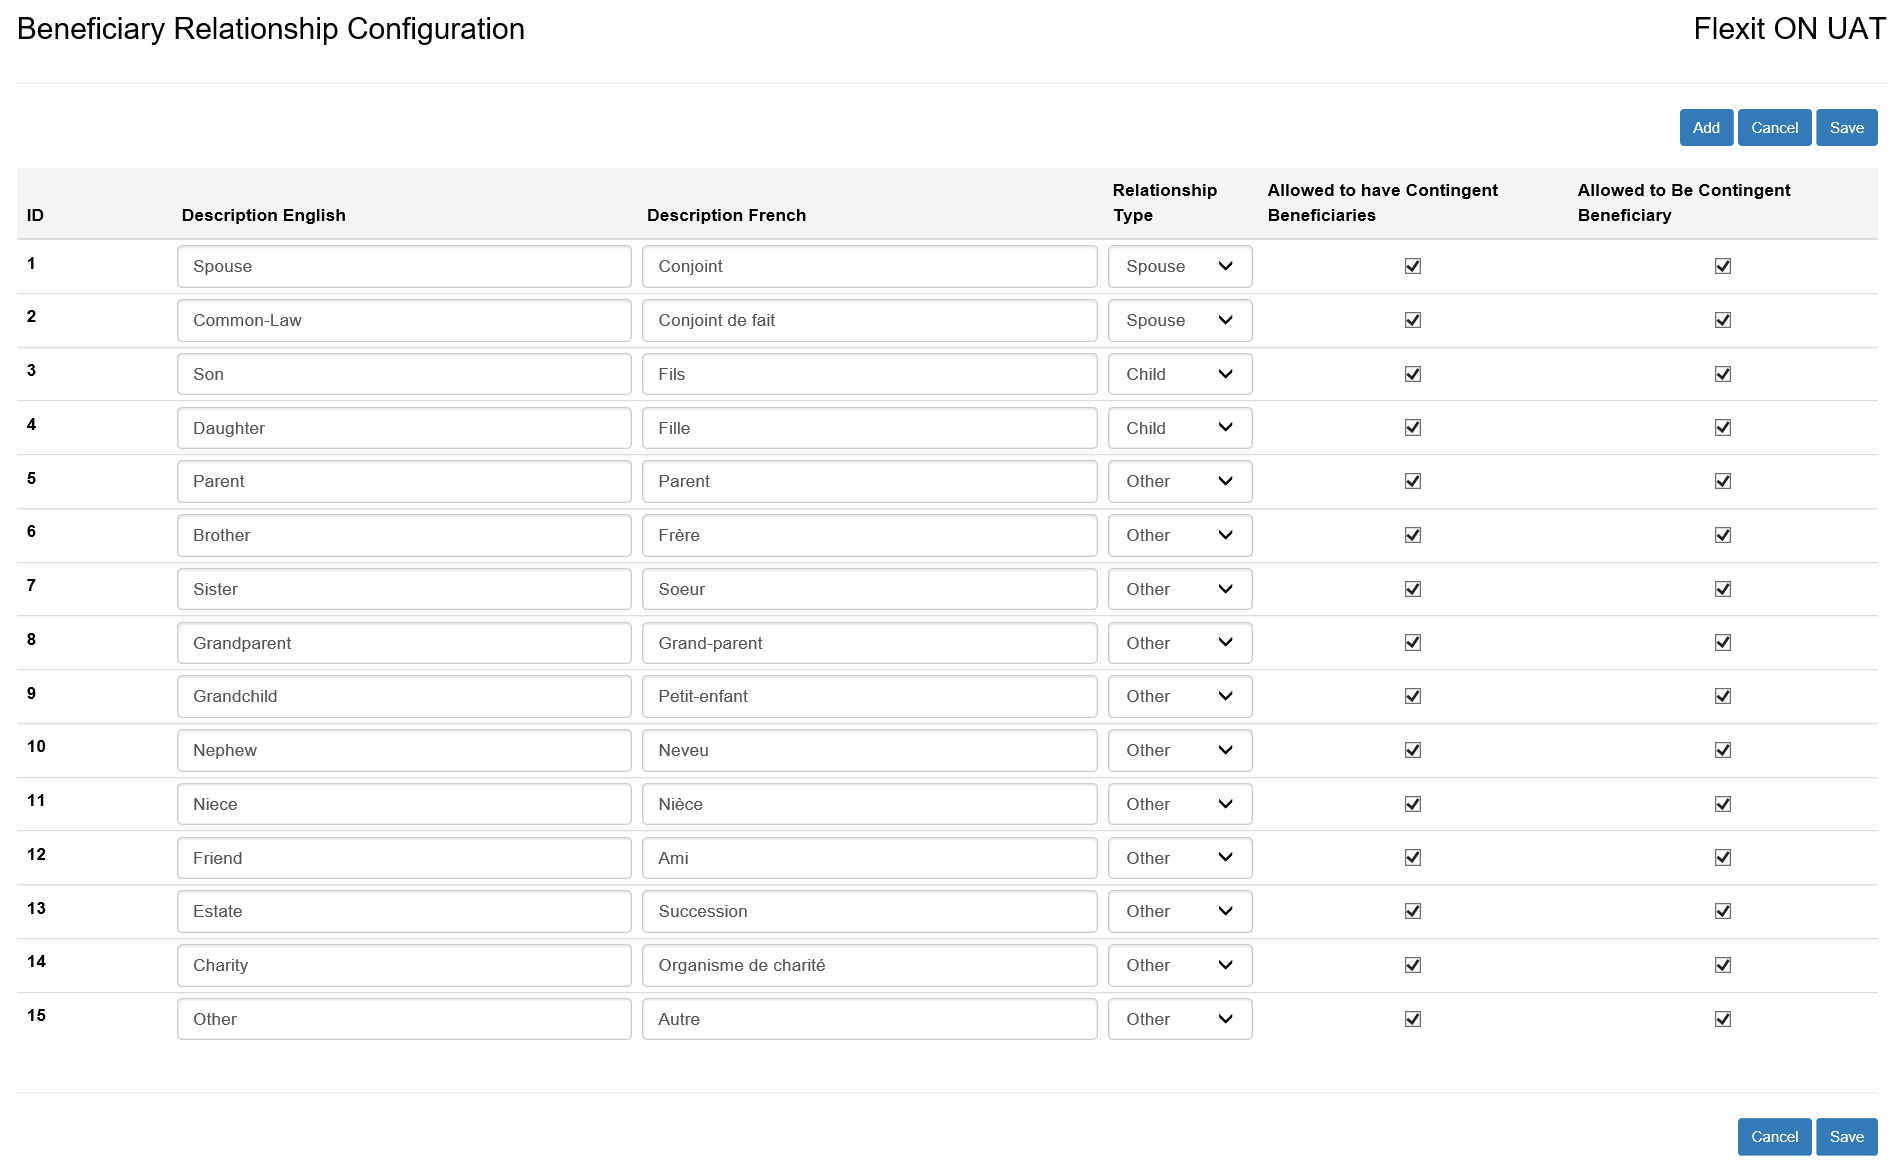 Beneficiary Relationship Configuration
Flexit ON UAT
Add Cancel Save
ID Description English Description French Relationship Type Allowed to have Contingent Beneficiaries Allowed to Be Contingent Beneficiary
1 Spouse Conjoint Spouse
2 Common-Law Conjoint de fait Spouse
3 Son Fils Child
4 Daughter Fille Child
5 Parent Parent Other
6 Brother Frère Other
7 Sister Soeur Other
8 Grandparent Grand-parent Other
9 Grandchild Petit-enfant Other
10 Nephew Neveu Other
11 Niece Nièce Other
12 Friend Ami Other
13 Estate Succession Other
14 Charity Organisme de charité Other
15 Other Autre Other
Cancel Save